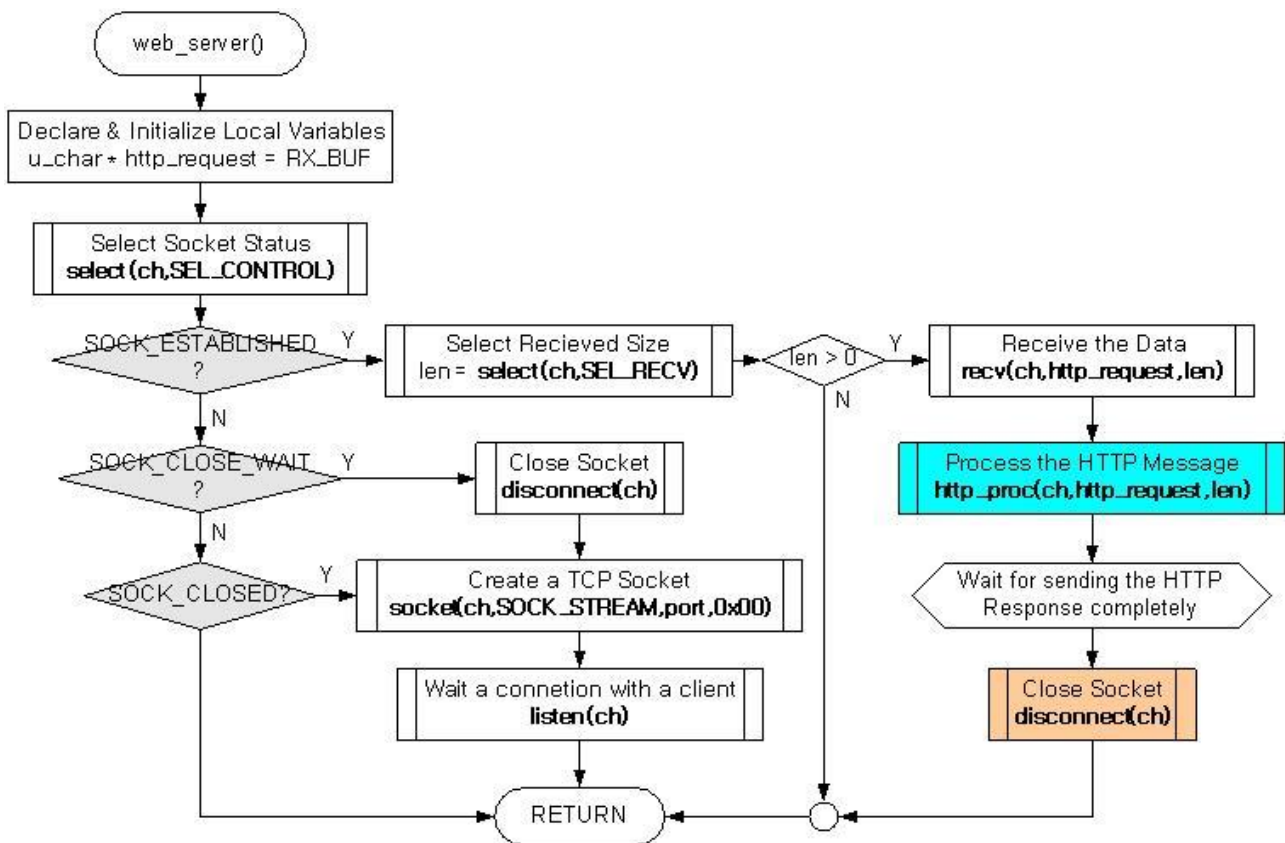 web_server()
Declare & Initialize Local Variables
u_char * http_request = RX_BUF
Select Socket Status
select(ch,SEL_CONTROL)
SOCK_ESTABLISHED
?
Y
Select Recieved Size
len = select(ch,SEL_RECV)
len > 0
Y
Receive the Data
recv(ch,http_request,len)
N
N
SOCK_CLOSE_WAIT
?
Y
Close Socket
disconnect(ch)
Process the HTTP Message
http_proc(ch,http_request,len)
N
SOCK_CLOSED?
Y
Create a TCP Socket
socket(ch,SOCK_STREAM,port,0x00)
Wait for sending the HTTP
Response completely
Wait a connetion with a client
listen(ch)
Close Socket
disconnect(ch)
RETURN